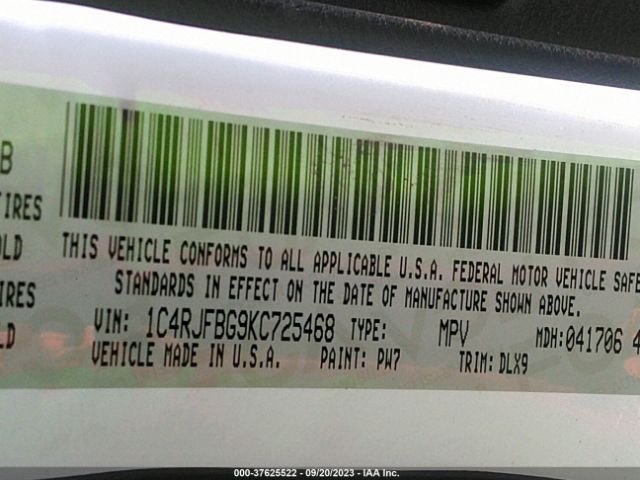 B
TIRES
OLD
IRES
LD
THIS VEHICLE CONFORMS TO ALL APPLICABLE U.S.A. FEDERAL MOTOR VEHICLE SAFE
STANDARDS IN EFFECT ON THE DATE OF MANUFACTURE SHOWN ABOVE.
VIN: 1C4RJFBG9KC725468 TYPE: MPV MDH:041706 4
VEHICLE MADE IN U.S.A. PAINT: PW7 TRIM: DLX9
000-37625522 - 09/20/2023 - IAA Inc.